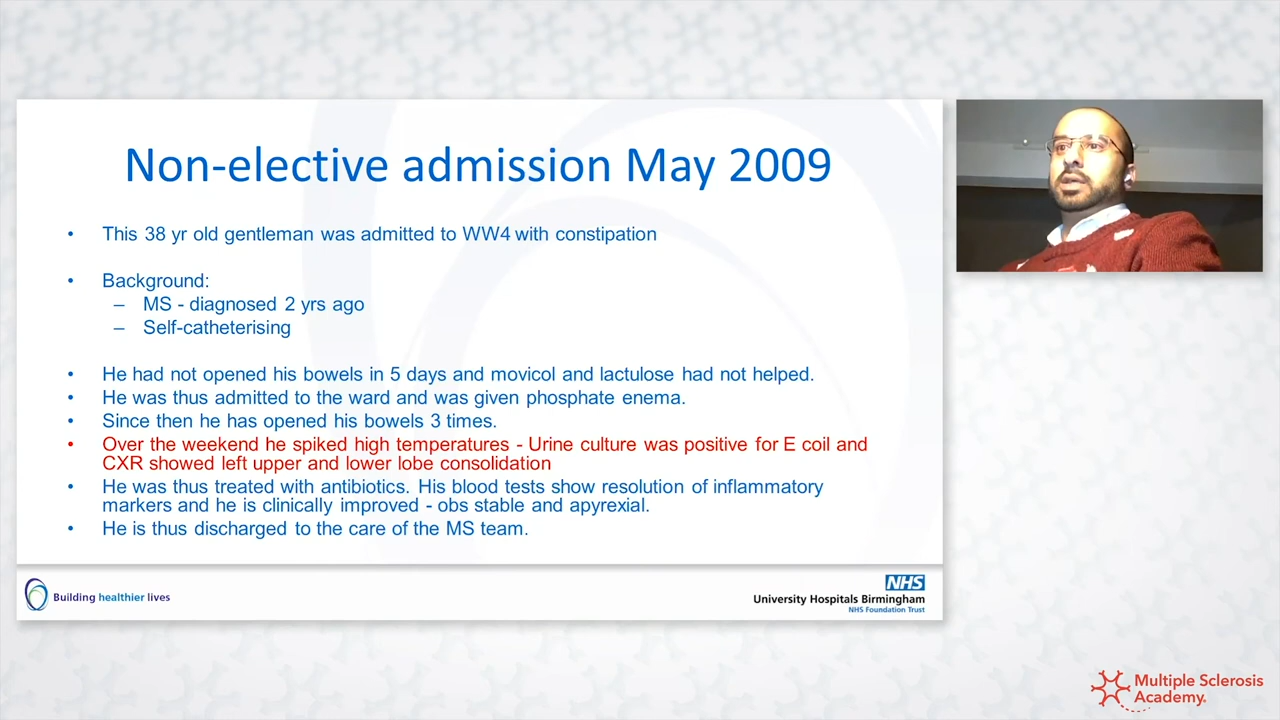 Non-elective admission May 2009
• This 38 yr old gentleman was admitted to WW4 with constipation
• Background:
– MS - diagnosed 2 yrs ago
– Self-catheterising
• He had not opened his bowels in 5 days and movicol and lactulose had not helped.
• He was thus admitted to the ward and was given phosphate enema.
• Since then he has opened his bowels 3 times.
• Over the weekend he spiked high temperatures - Urine culture was positive for E coil and
CXR showed left upper and lower lobe consolidation
• He was thus treated with antibiotics. His blood tests show resolution of inflammatory
markers and he is clinically improved - obs stable and apyrexial.
• He is thus discharged to the care of the MS team.
Building healthier lives
NHS
University Hospitals Birmingham
NHS Foundation Trust
Multiple Sclerosis
Academy.